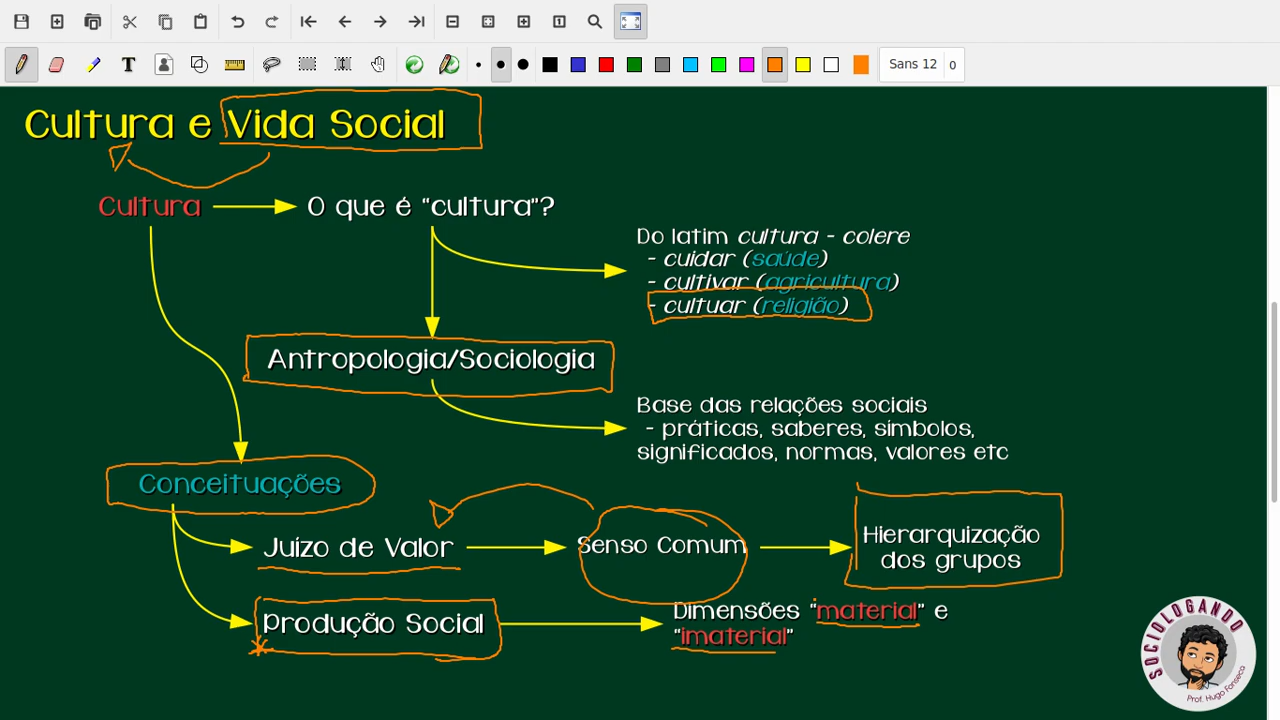 Sans 12
0
Cultura e Vida Social
Cultura
O que é “cultura”?
Do latim cultura - colere
- cuidar (saúde)
- cultivar (agricultura)
- cultuar (religião)
Antropologia/Sociologia
Base das relações sociais
- práticas, saberes, símbolos,
significados, normas, valores etc
Conceituações
Juízo de Valor
Senso Comum
Hierarquização
dos grupos
Produção Social
Dimensões “material” e
“imaterial”
SOCIOLOGANDO
Prof. Hugo Fonseca